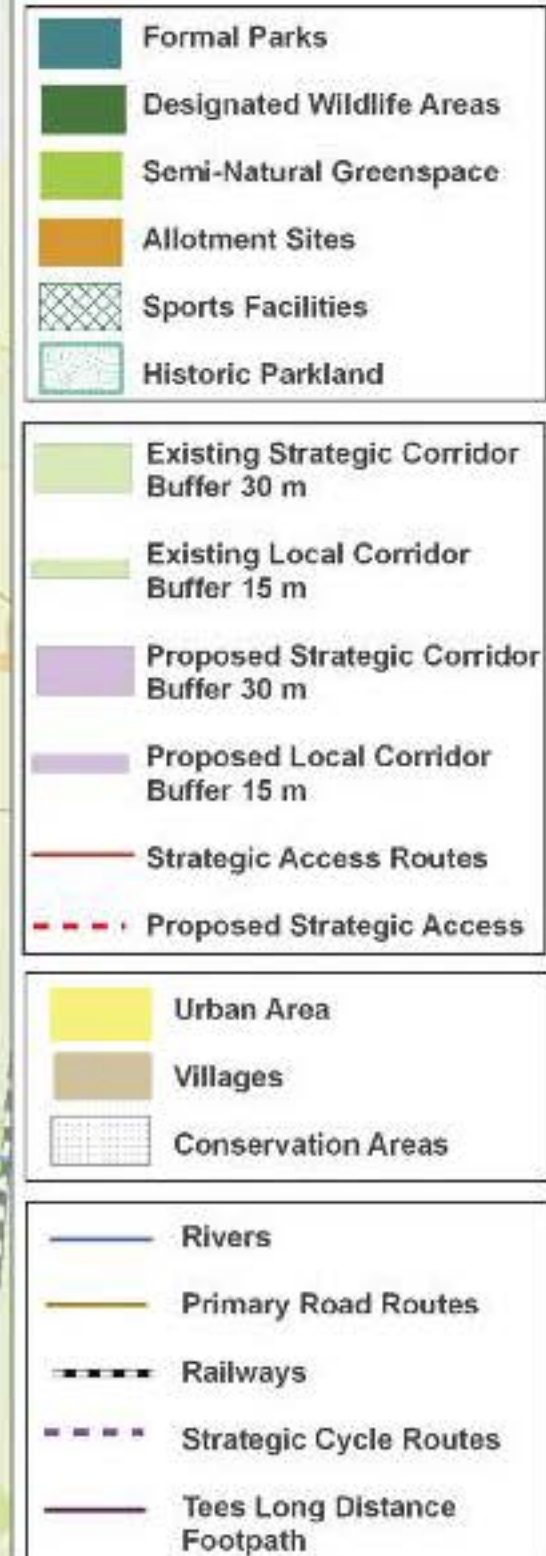 Formal Parks
Designated Wildlife Areas
Semi-Natural Greenspace
Allotment Sites
Sports Facilities
Historic Parkland
Existing Strategic Corridor
Buffer 30 m
Existing Local Corridor
Buffer 15 m
Proposed Strategic Corridor
Buffer 30 m
Proposed Local Corridor
Buffer 15 m
Strategic Access Routes
Proposed Strategic Access
Urban Area
Villages
Conservation Areas
Rivers
Primary Road Routes
Railways
Strategic Cycle Routes
Tees Long Distance
Footpath